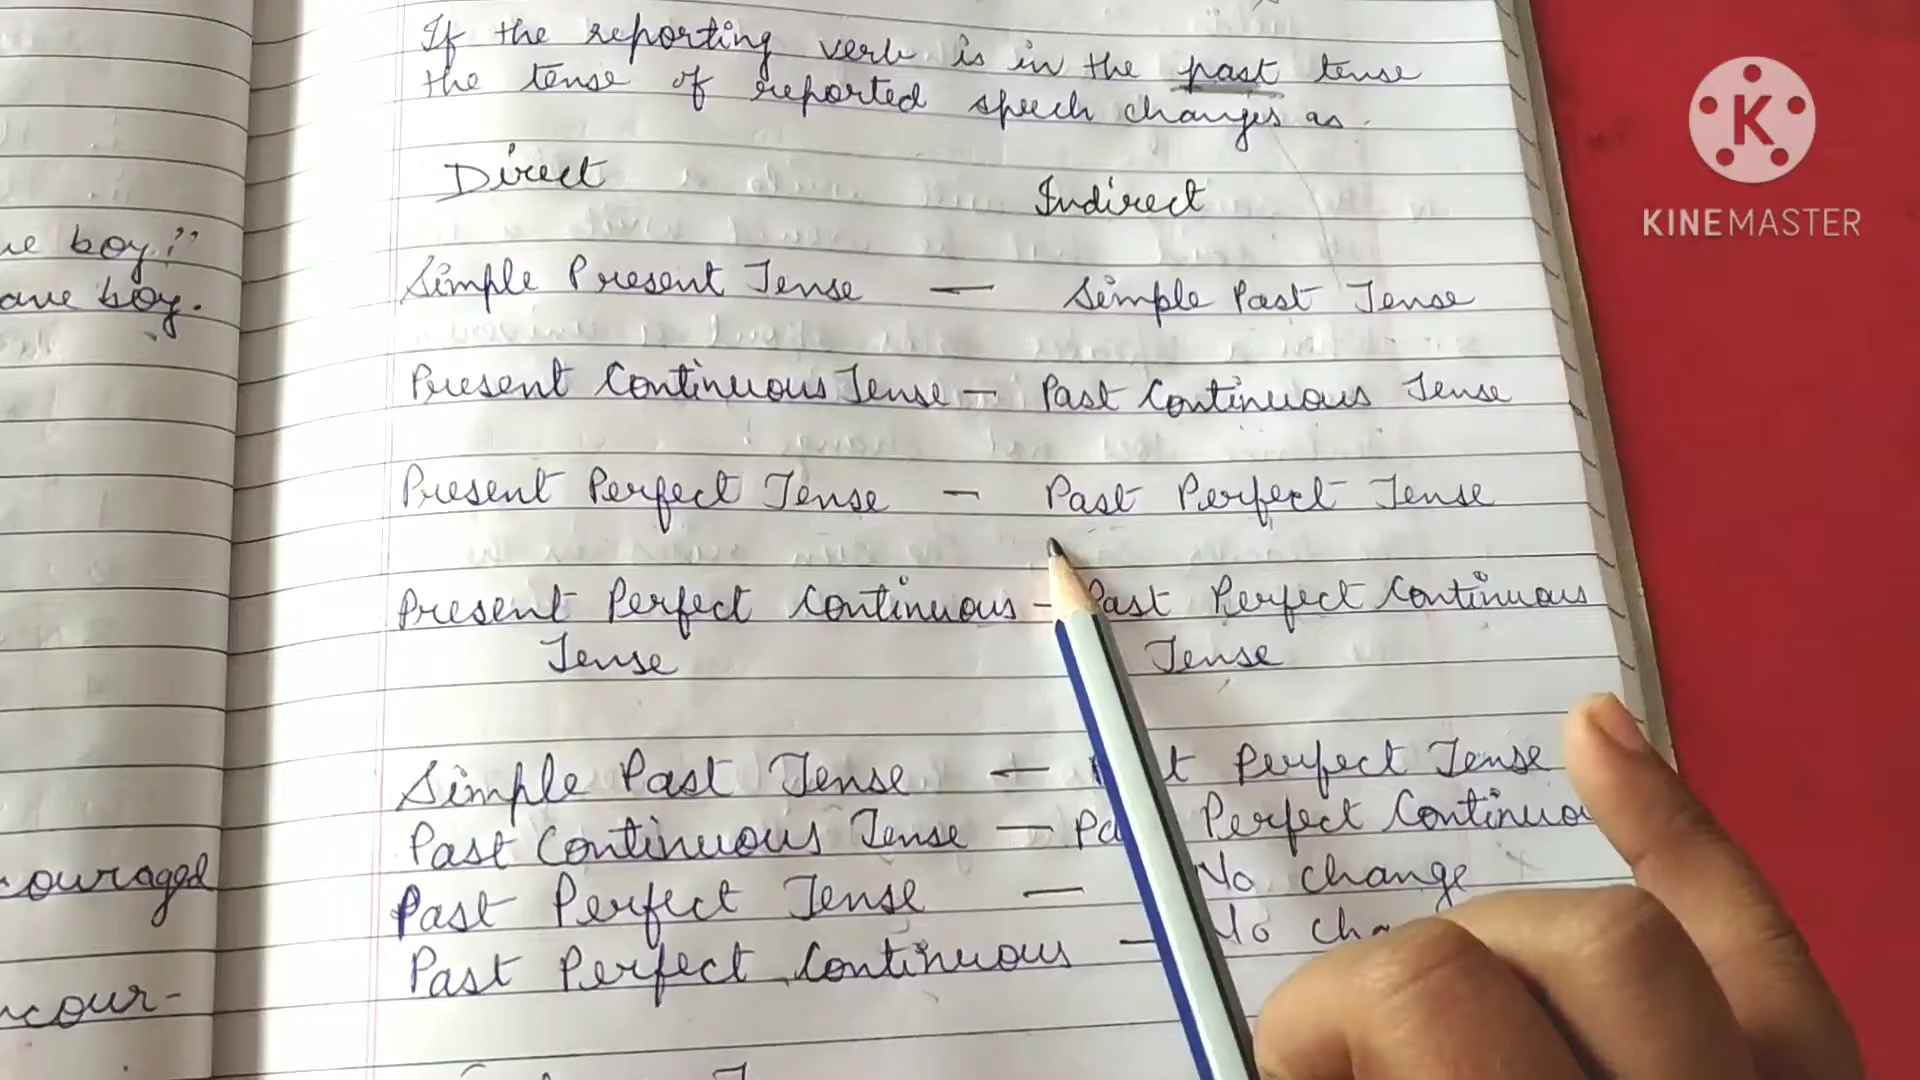 If the reporting verb is in the past tense
the tense of reported speech changes as
Direct Indirect
Simple Present Tense — Simple Past Tense
Present Continuous Tense — Past Continuous Tense
Present Perfect Tense — Past Perfect Tense
Present Perfect Continuous — Past Perfect Continuous
Tense Tense
Simple Past Tense — Perfect Tense
Past Continuous Tense — Perfect
Past Perfect Tense — No change
Past Perfect Continuous — No
boy!"
boy.
K
KINEMASTER